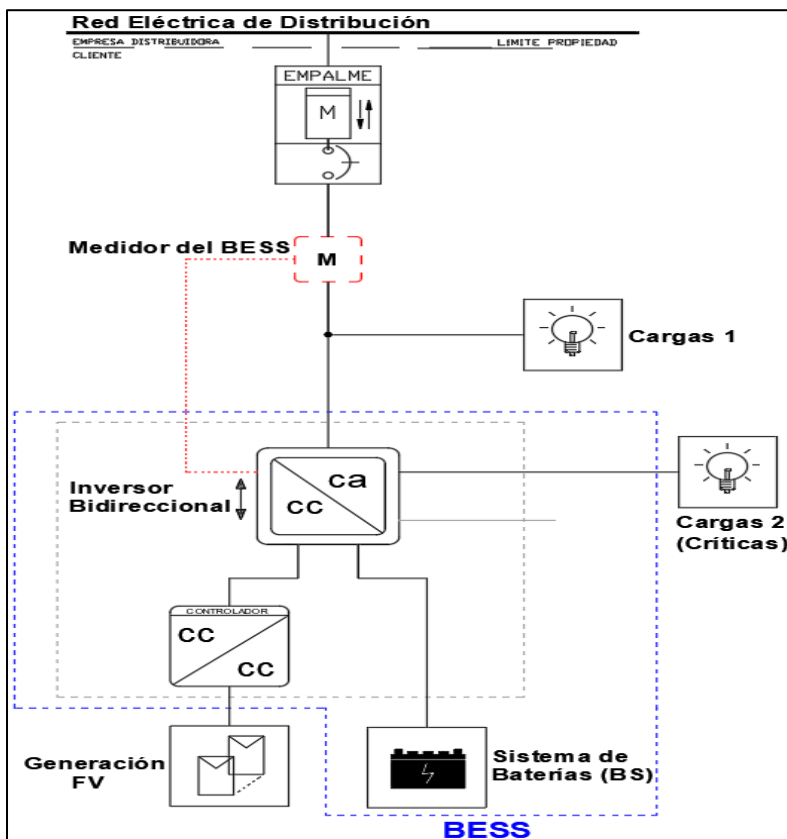 Red Eléctrica de Distribución
EMPRESA DISTRIBUIDORA
LIMITE PROPIEDAD
CLIENTE
EMPALME
M
Medidor del BESS
M
Cargas 1
Inversor
Bidireccional
ca
cc
Cargas 2
(Críticas)
CONTROLADOR
CC
CC
Generación
FV
Sistema de
Baterías (BS)
BESS